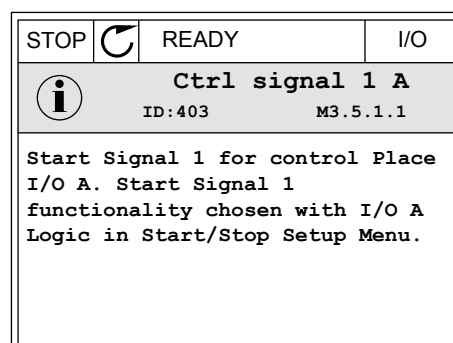 STOP READY I/O
Ctrl signal 1 A
ID:403 M3.5.1.1
Start Signal 1 for control Place
I/O A. Start Signal 1
functionality chosen with I/O A
Logic in Start/Stop Setup Menu.